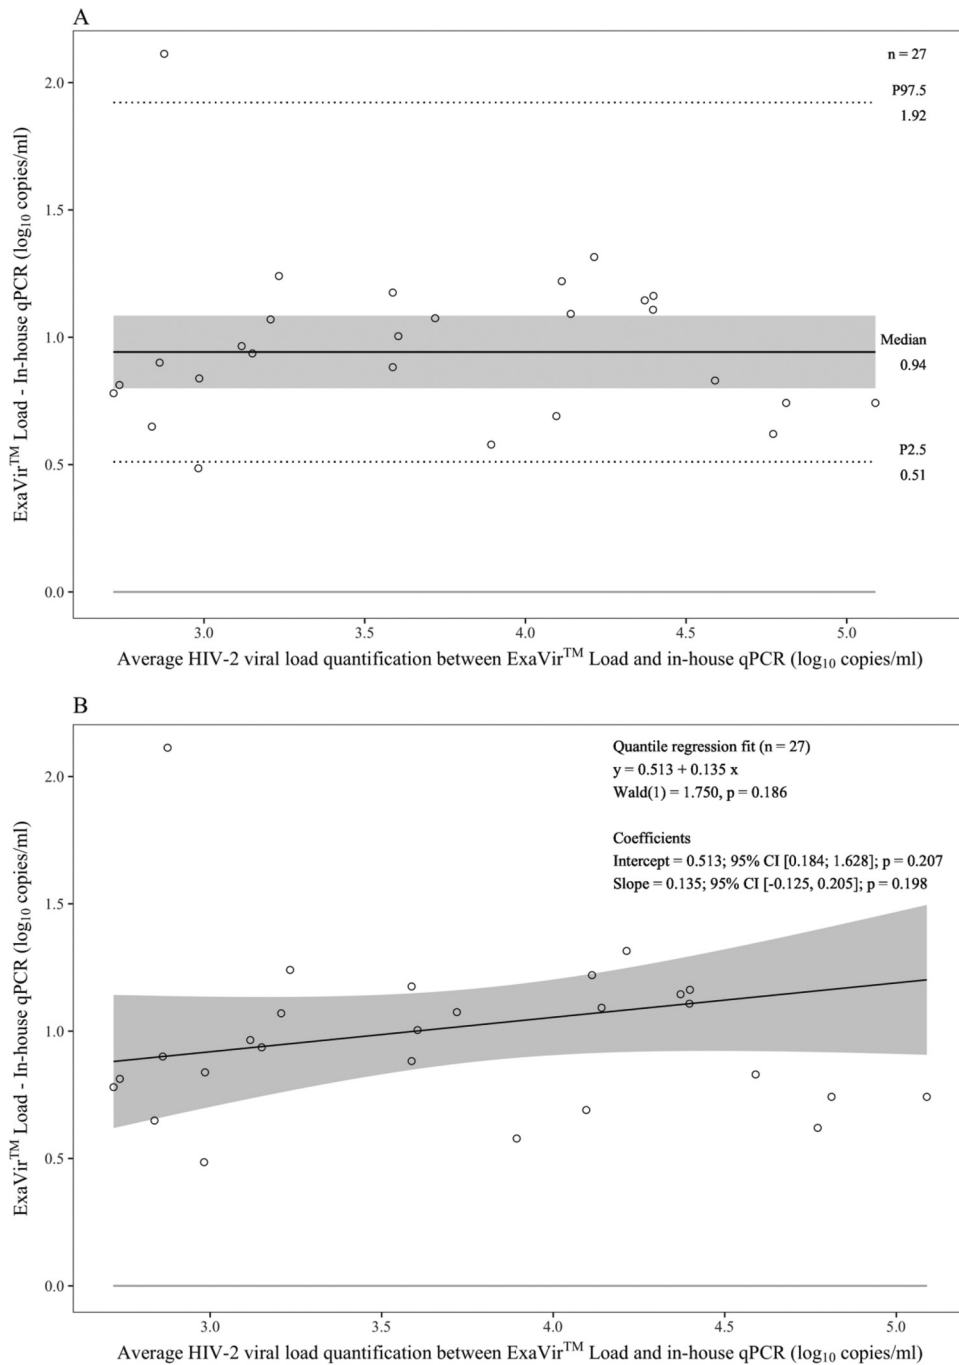 A
n = 27
P97.5
1.92
Median
0.94
P2.5
0.51
2.0
1.5
1.0
0.5
0.0
3.0 3.5 4.0 4.5 5.0
ExaVir™ Load - In-house qPCR (log₁₀ copies/ml)
Average HIV-2 viral load quantification between ExaVir™ Load and in-house qPCR (log₁₀ copies/ml)
B
Quantile regression fit (n = 27)
y = 0.513 + 0.135 x
Wald(1) = 1.750, p = 0.186
Coefficients
Intercept = 0.513; 95% CI [0.184; 1.628]; p = 0.207
Slope = 0.135; 95% CI [-0.125, 0.205]; p = 0.198
2.0
1.5
1.0
0.5
0.0
3.0 3.5 4.0 4.5 5.0
ExaVir™ Load - In-house qPCR (log₁₀ copies/ml)
Average HIV-2 viral load quantification between ExaVir™ Load and in-house qPCR (log₁₀ copies/ml)